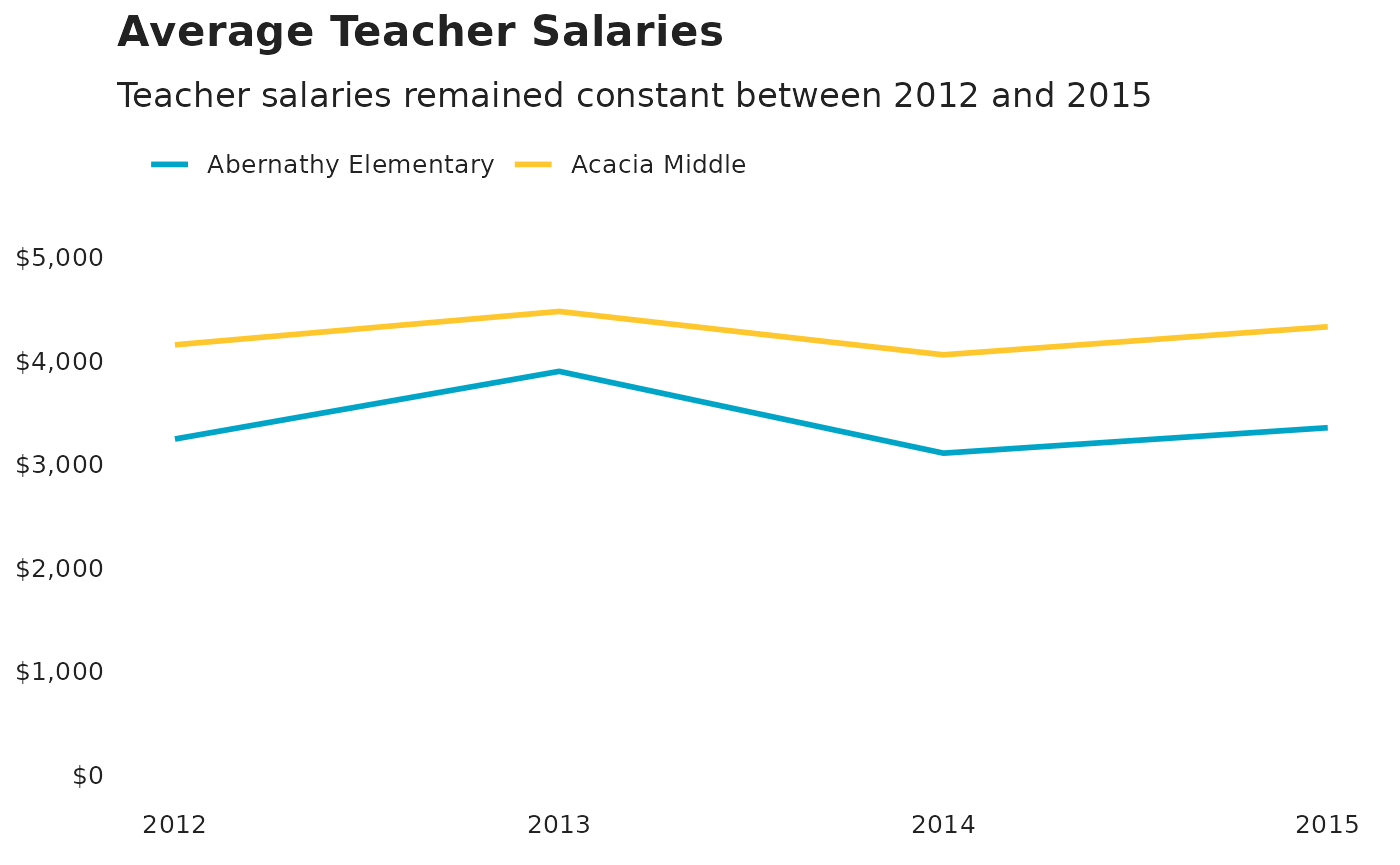 Average Teacher Salaries
Teacher salaries remained constant between 2012 and 2015
Abernathy Elementary Acacia Middle
$5,000
$4,000
$3,000
$2,000
$1,000
$0
2012 2013 2014 2015